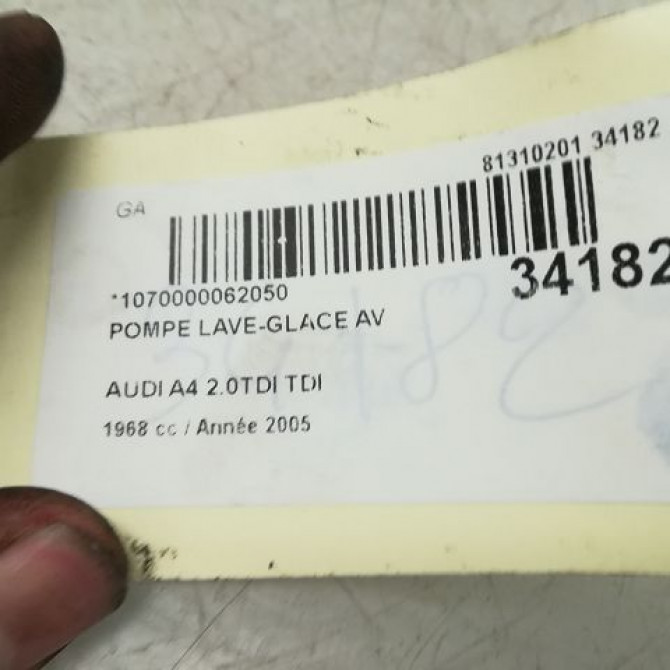 81310201 34182
GA
34182
*1070000062050
POMPE LAVE-GLACE AV
AUDI A4 2.0TDI TDI
1968 cc / Année 2005